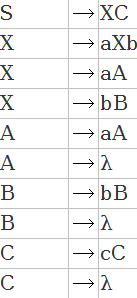 S → XC
X → aXb
X → aA
X → bB
A → aA
A → λ
B → bB
B → λ
C → cC
C → λ